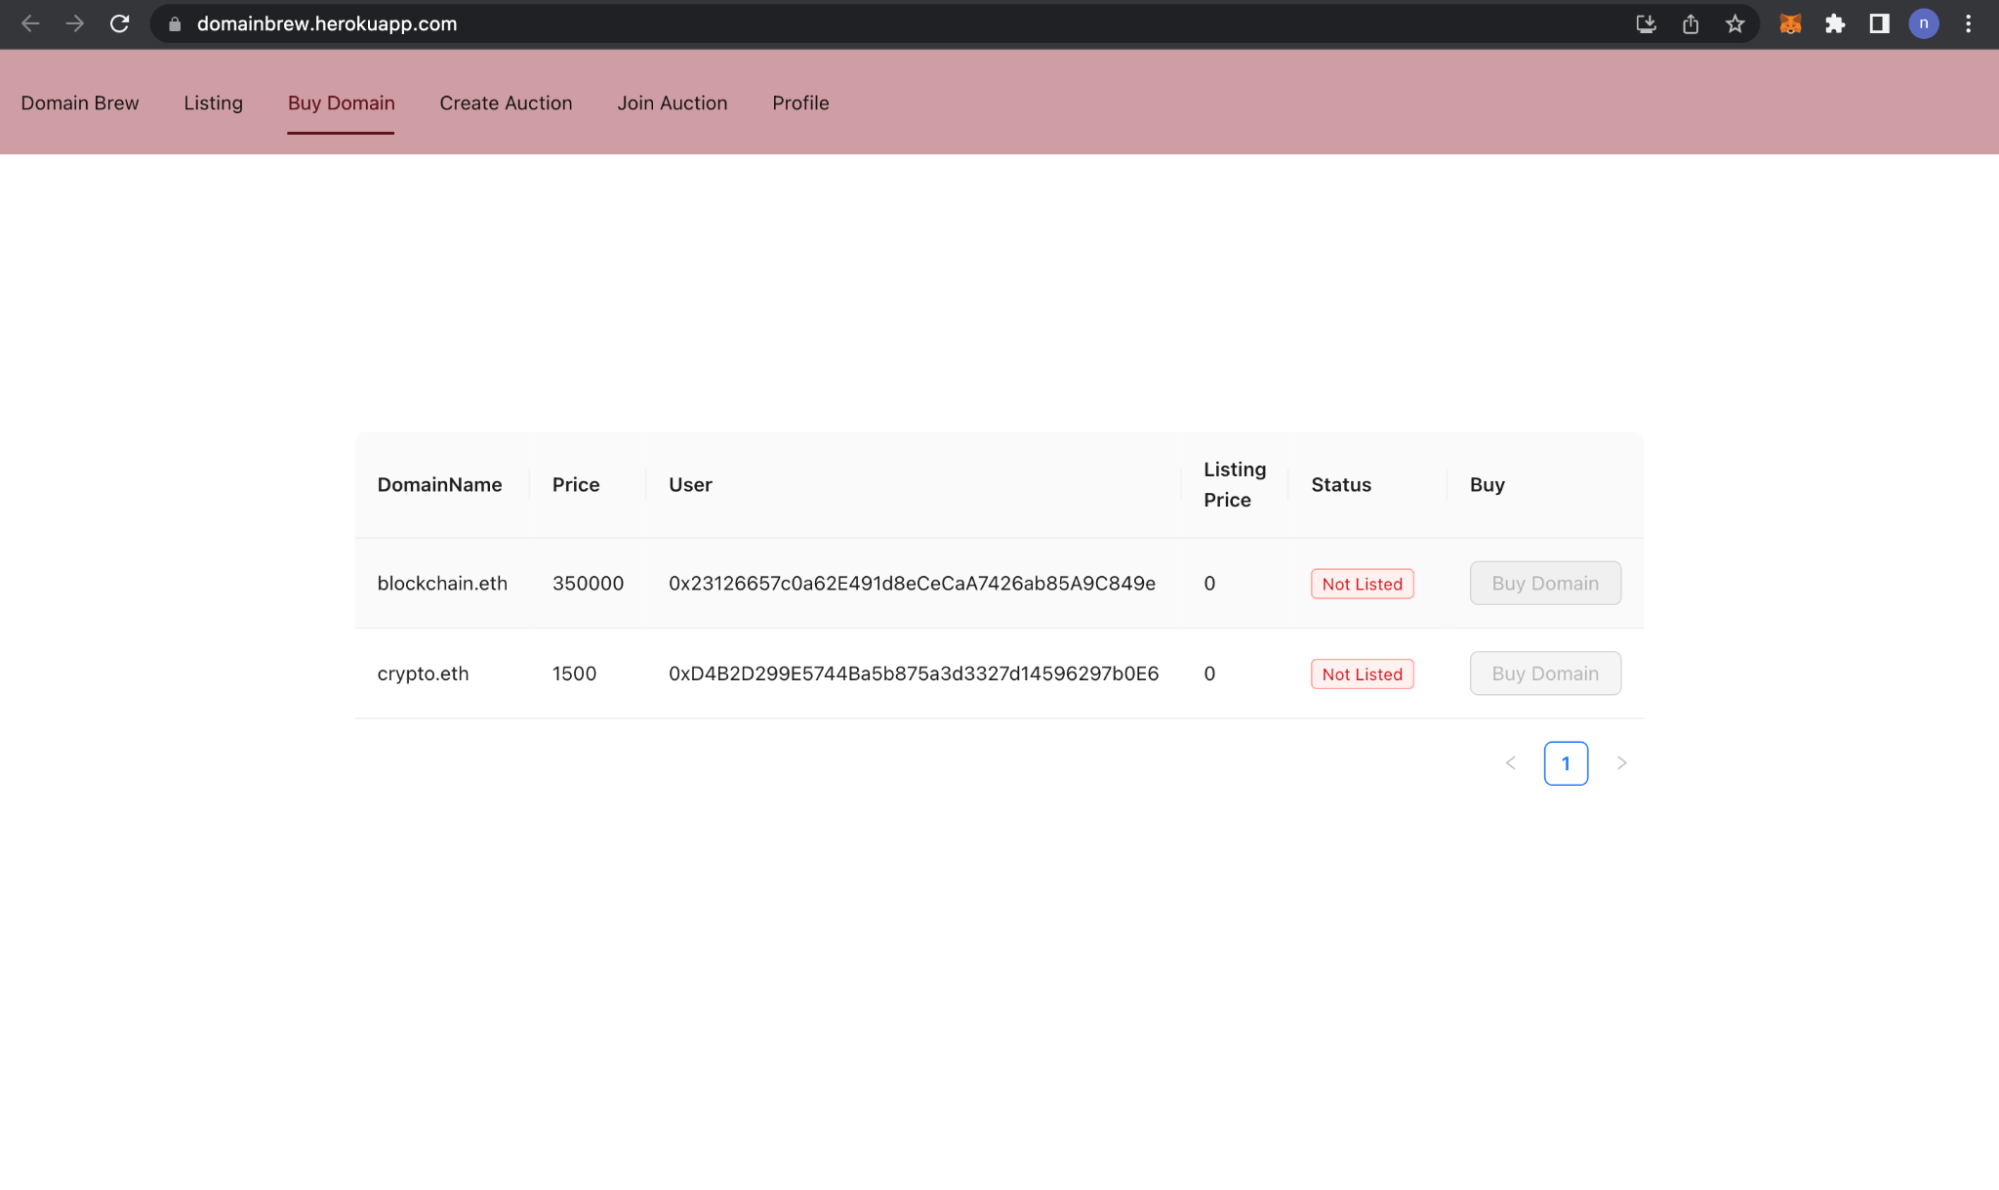 domainbrew.herokuapp.com
n
Domain Brew Listing Buy Domain Create Auction Join Auction Profile
DomainName Price User Listing Price Status Buy
blockchain.eth 350000 0x23126657c0a62E491d8eCeCaA7426ab85A9C849e 0 Not Listed Buy Domain
crypto.eth 1500 0xD4B2D299E5744Ba5b875a3d3327d14596297b0E6 0 Not Listed Buy Domain
< 1 >